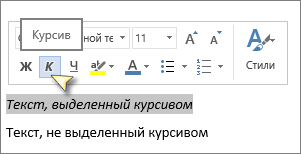 Курсив
ной те
11
А А
Ж К Ч
А
Стили
Текст, выделенный курсивом
Текст, не выделенный курсивом